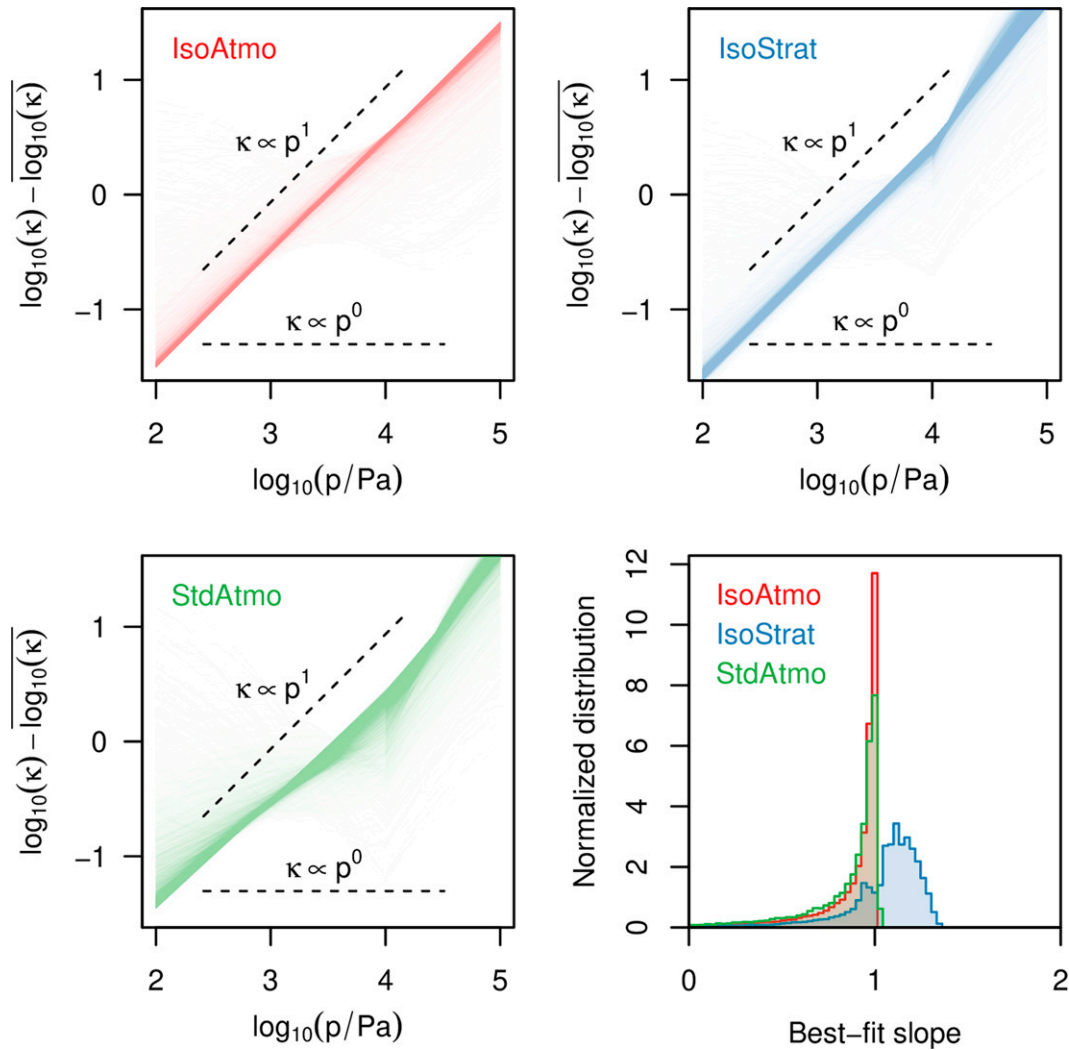 IsoAtmo
κ ∝ p¹
κ ∝ p⁰
log₁₀(κ) − log₁₀(κ)
1
0
−1
2 3 4 5
log₁₀(p/Pa)
IsoStrat
κ ∝ p¹
κ ∝ p⁰
log₁₀(κ) − log₁₀(κ)
1
0
−1
2 3 4 5
log₁₀(p/Pa)
StdAtmo
κ ∝ p¹
κ ∝ p⁰
log₁₀(κ) − log₁₀(κ)
1
0
−1
2 3 4 5
log₁₀(p/Pa)
IsoAtmo
IsoStrat
StdAtmo
Normalized distribution
12
10
8
6
4
2
0
0 1 2
Best−fit slope